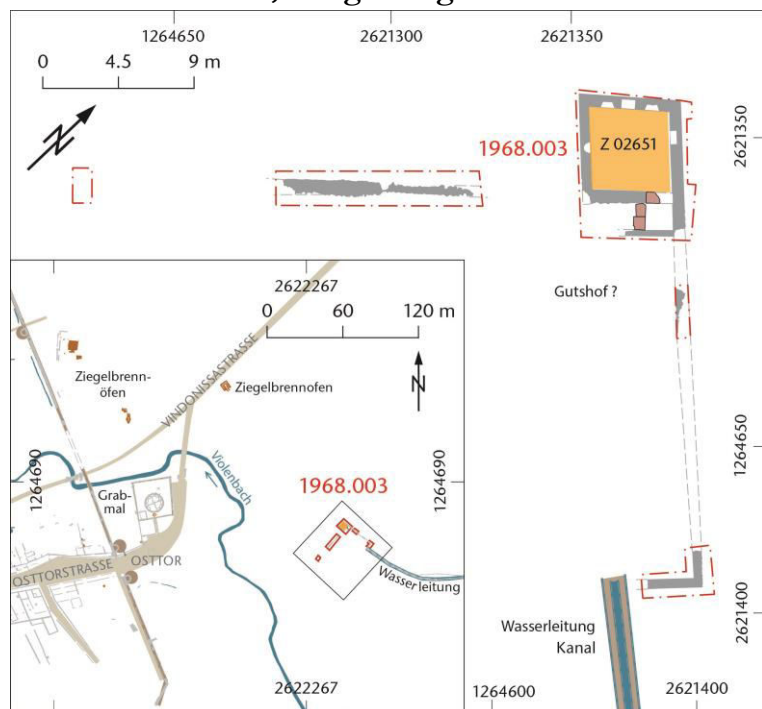 1264650
2621300
2621350
0
4.5
9 m
N
1968.003
Z 02651
2621350
Gutshof ?
2622267
0
60
120 m
N
Ziegelbrenn-
öfen
VINDONISSASTRASSE
Ziegelbrennofen
1264690
Violenbach
1264690
1968.003
Grab-
mal
OSTTORSTRASSE
OSTTOR
Wasserleitung
1264650
Wasserleitung
Kanal
2621400
2622267
1264600
2621400